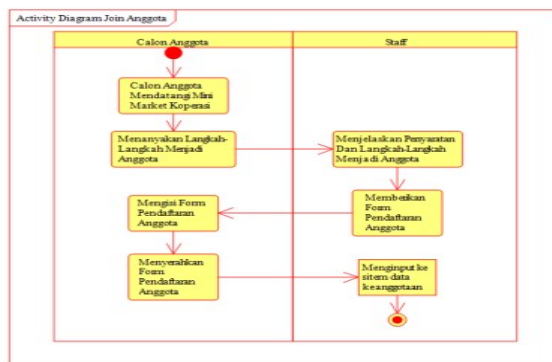 Activity Diagram Join Anggota
Calon Anggota
Staff
Calon Anggota
Mendatangi Mini
Market Koperasi
Menanyakan Langkah-
Langkah Menjadi
Anggota
Menjelaskan Persyaratan
Dan Langkah-Langkah
Menjadi Anggota
Memberikan
Form
Pendaftaran
Anggota
Mengisi Form
Pendaftaran
Anggota
Menyerahkan
Form
Pendaftaran
Anggota
Menginput ke
sitem data
keanggotaan